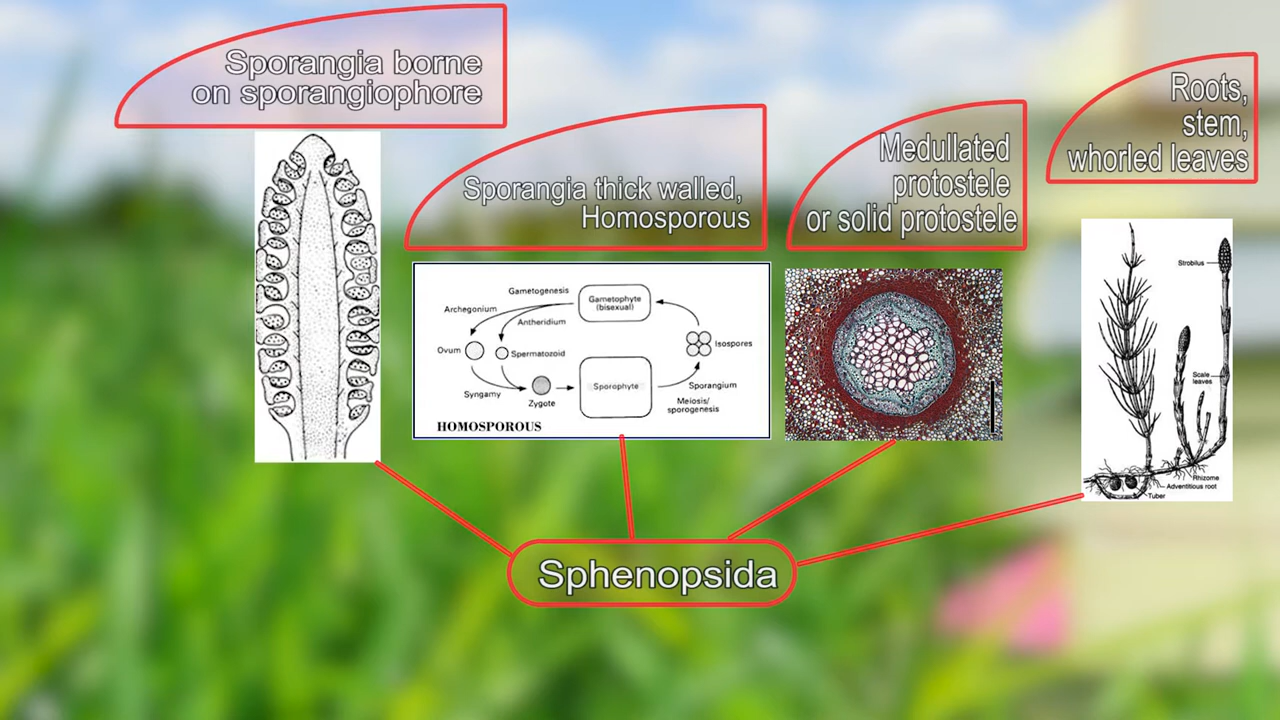 Sporangia borne
on sporangiophore
Sporangia thick walled,
Homosporous
Medullated
protostele
or solid protostele
Roots,
stem,
whorled leaves
Gametogenesis
Archegonium
Antheridium
Gametophyte
(bisexual)
Ovum
Spermatozoid
Isospores
Syngamy
Zygote
Sporophyte
Sporangium
Meiosis/
sporogenesis
HOMOSPOROUS
Strobilus
Scale
leaves
Rhizome
Adventitious root
Tuber
Sphenopsida